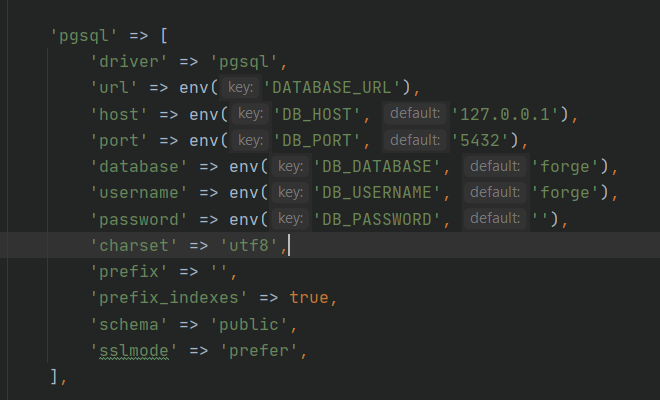 'pgsql' => [
'driver' => 'pgsql',
'url' => env( key: 'DATABASE_URL'),
'host' => env( key: 'DB_HOST', default: '127.0.0.1'),
'port' => env( key: 'DB_PORT', default: '5432'),
'database' => env( key: 'DB_DATABASE', default: 'forge'),
'username' => env( key: 'DB_USERNAME', default: 'forge'),
'password' => env( key: 'DB_PASSWORD', default: ''),
'charset' => 'utf8',
'prefix' => '',
'prefix_indexes' => true,
'schema' => 'public',
'sslmode' => 'prefer',
],